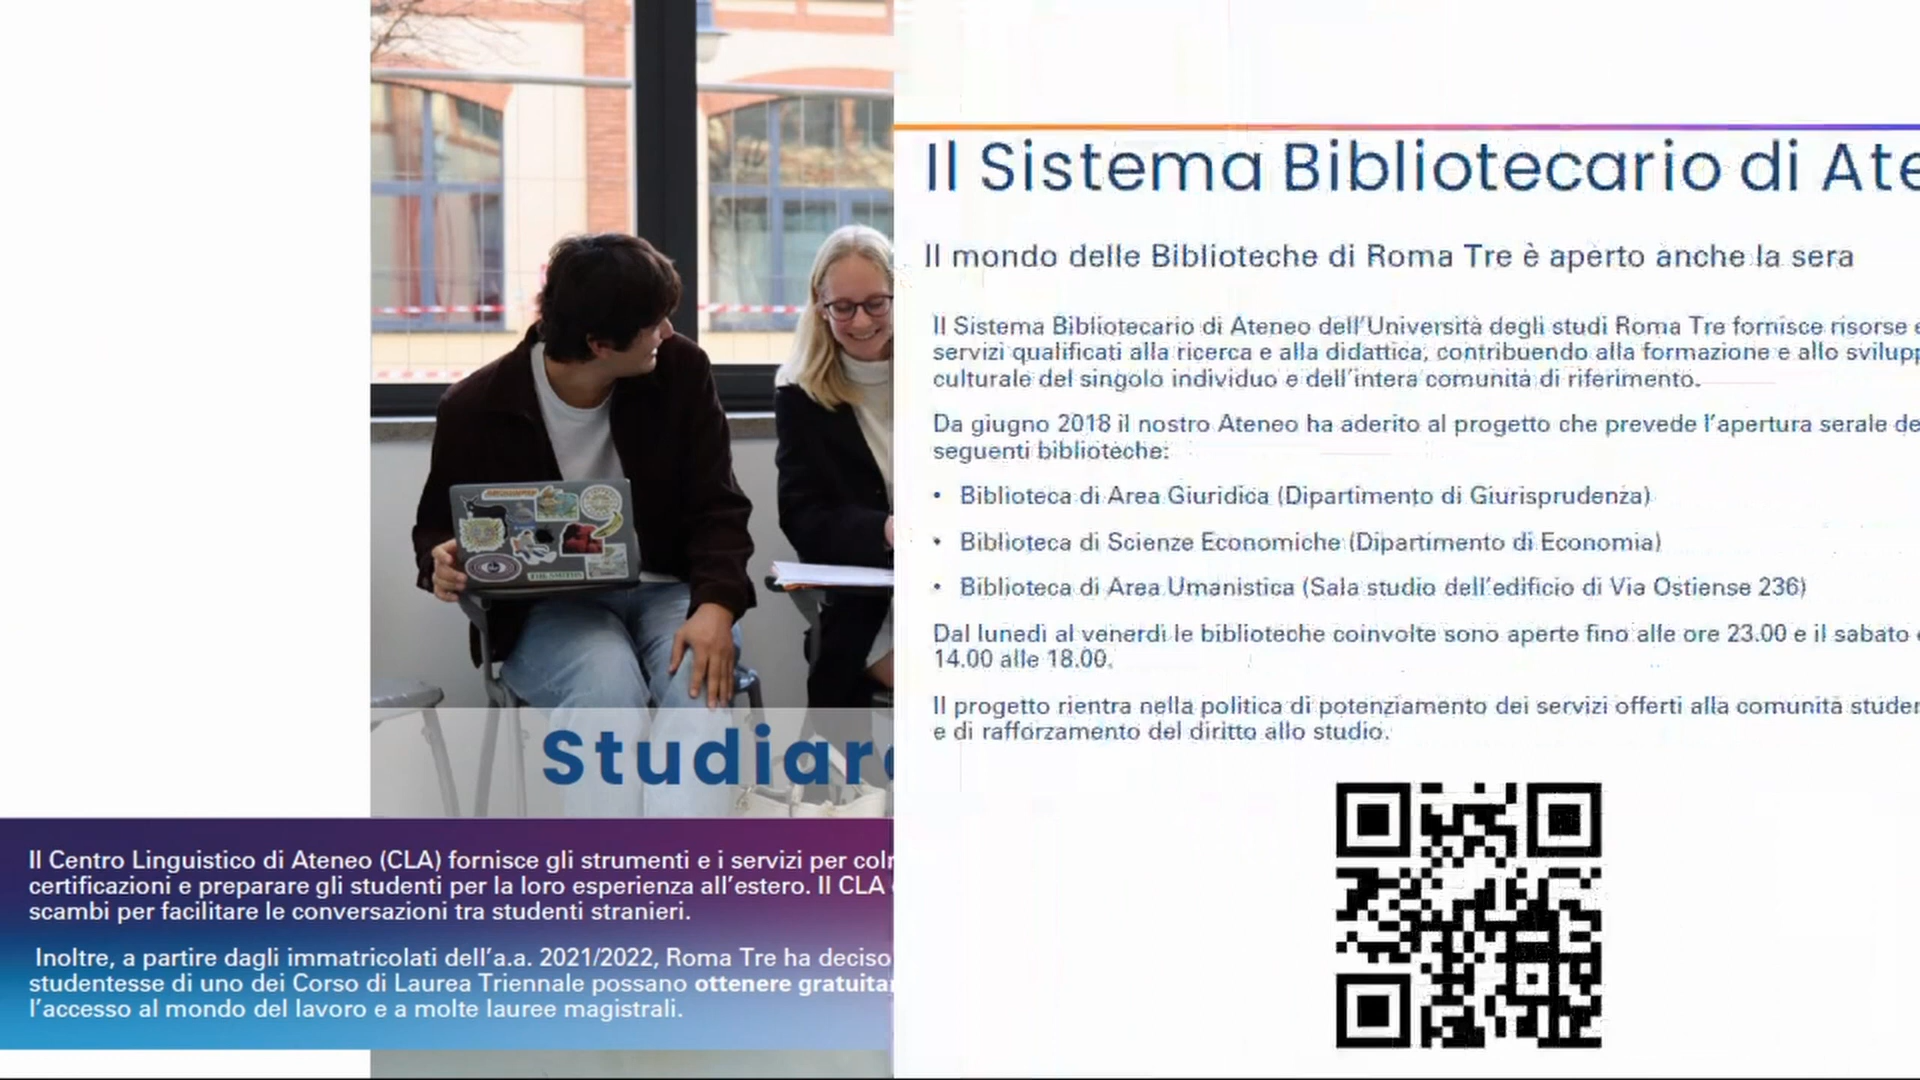 Studiar
Il Centro Linguistico di Ateneo (CLA) fornisce gli strumenti e i servizi per
certificazioni e preparare gli studenti per la loro esperienza all'estero. Il CLA
scambi per facilitare le conversazioni tra studenti stranieri.
Inoltre, a partire dagli immatricolati dell'a.a. 2021/2022, Roma Tre ha deciso
studentesse di uno dei Corso di Laurea Triennale possano ottenere
l'accesso al mondo del lavoro e a molte lauree magistrali.
Il Sistema Bibliotecario di Ate
Il mondo delle Biblioteche di Roma Tre è aperto anche la sera
Il Sistema Bibliotecario di Ateneo dell'Università degli studi Roma Tre fornisce risorse e
servizi qualificati alla ricerca e alla didattica, contribuendo alla formazione e allo svilupp
culturale del singolo individuo e dell'intera comunità di riferimento.
Da giugno 2018 il nostro Ateneo ha aderito al progetto che prevede l'apertura serale de
seguenti biblioteche:
• Biblioteca di Area Giuridica (Dipartimento di Giurisprudenza)
• Biblioteca di Scienze Economiche (Dipartimento di Economia)
• Biblioteca di Area Umanistica (Sala studio dell'edificio di Via Ostiense 236)
Dal lunedì al venerdì le biblioteche coinvolte sono aperte fino alle ore 23.00 e il sabato
14.00 alle 18.00.
Il progetto rientra nella politica di potenziamento dei servizi offerti alla comunità studen
e di rafforzamento del diritto allo studio.